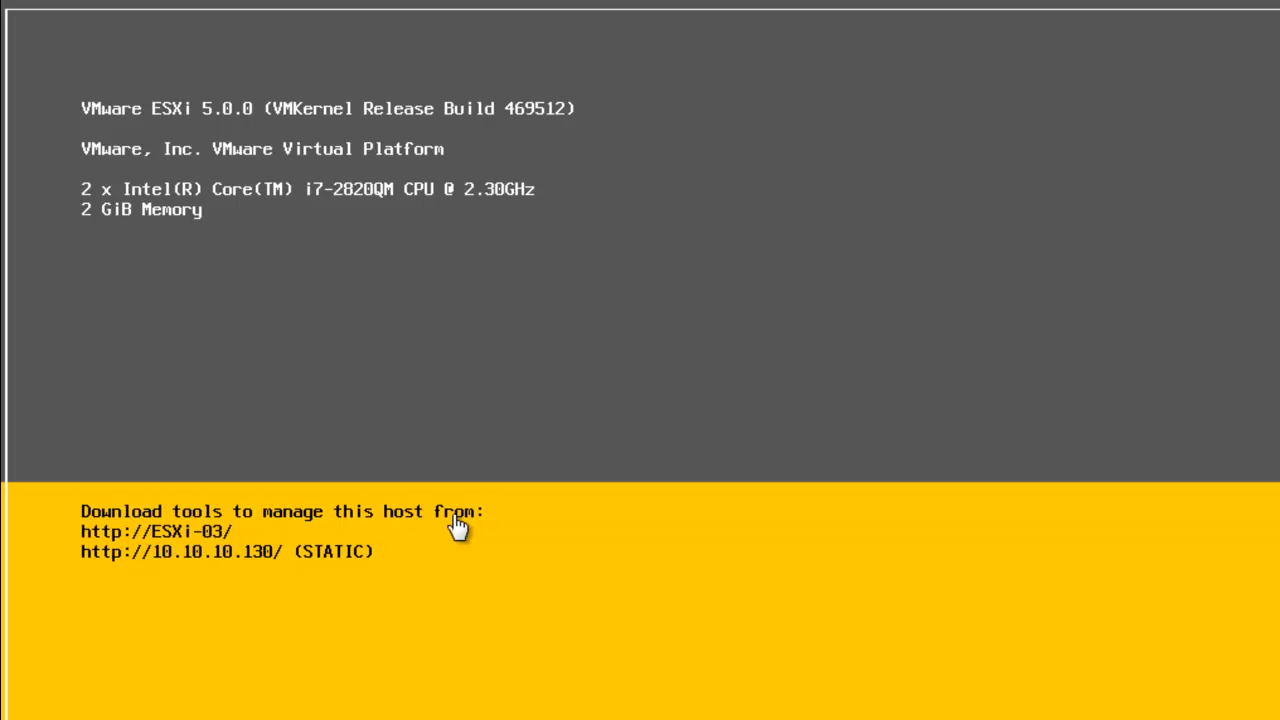 VMware ESXi 5.0.0 (VMKernel Release Build 469512)
VMware, Inc. VMware Virtual Platform
2 x Intel(R) Core(TM) i7-2820QM CPU @ 2.30GHz
2 GiB Memory
Download tools to manage this host from:
http://ESXi-03/
http://10.10.10.130/ (STATIC)